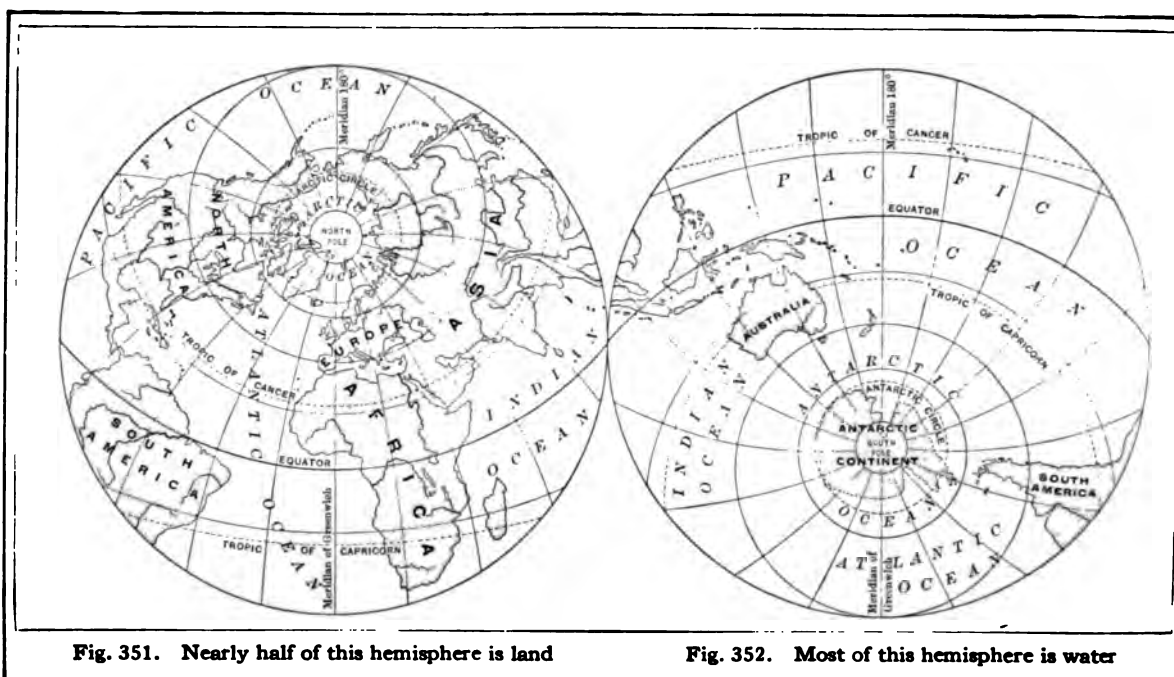 PACIFIC OCEAN
Meridian 180°
ARCTIC CIRCLE
ARCTIC
OCEAN
NORTH
POLE
NORTH
AMERICA
ASIA
EUROPE
ATLANTIC
OCEAN
TROPIC OF CANCER
AFRICA
INDIAN
OCEAN
SOUTH
AMERICA
EQUATOR
Meridian of Greenwich
TROPIC OF CAPRICORN
Meridian 180°
TROPIC OF CANCER
PACIFIC
EQUATOR
OCEAN
TROPIC OF CAPRICORN
AUSTRALIA
INDIAN
OCEAN
ANTARCTIC
ANTARCTIC CIRCLE
ANTARCTIC
SOUTH
POLE
CONTINENT
OCEAN
SOUTH
AMERICA
ATLANTIC
OCEAN
Meridian of
Greenwich
Fig. 351. Nearly half of this hemisphere is land
Fig. 352. Most of this hemisphere is water